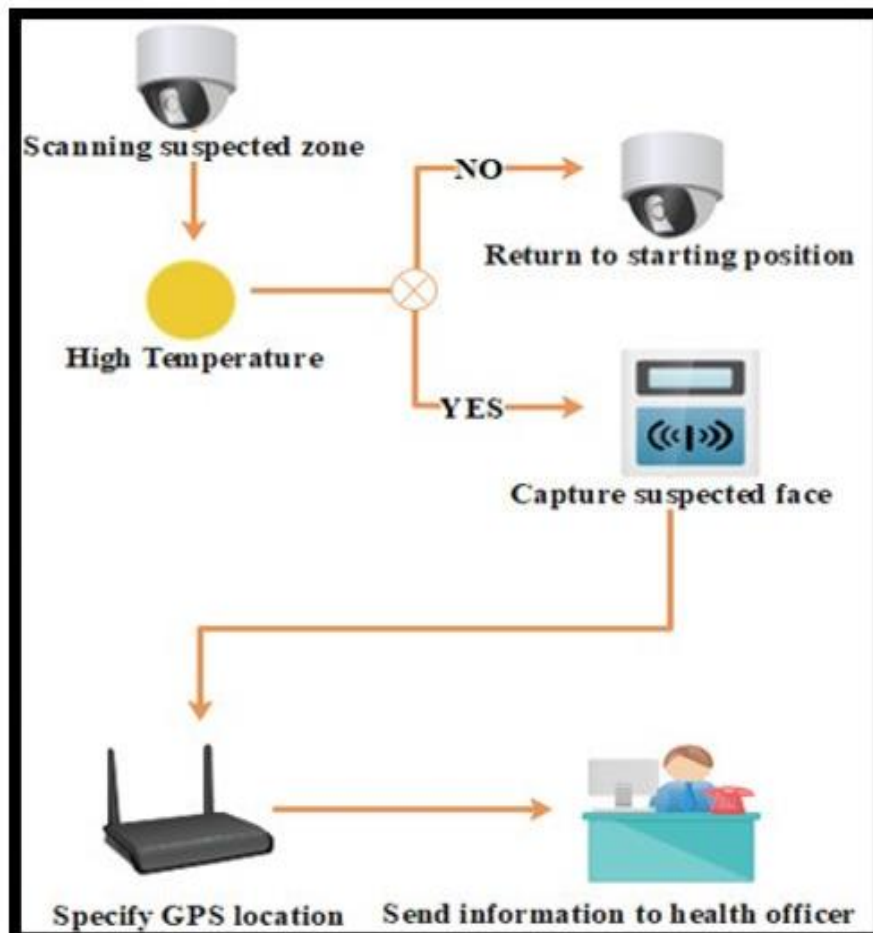 Scanning suspected zone
NO
Return to starting position
High Temperature
YES
Capture suspected face
Specify GPS location
Send information to health officer